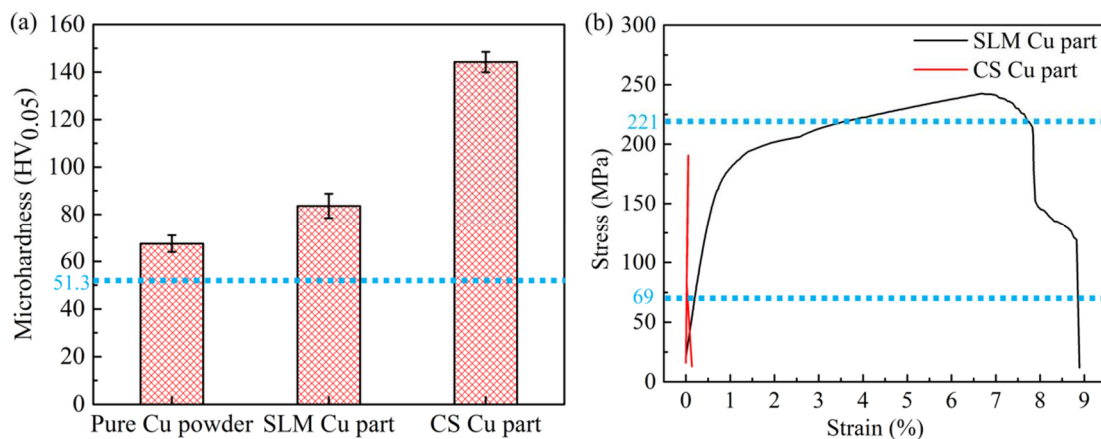 (a)
160
140
120
100
80
60
51.3
40
20
0
Microhardness (HV0.05)
Pure Cu powder SLM Cu part CS Cu part
(b)
300
250
221
200
150
100
69
50
0
Stress (MPa)
SLM Cu part
CS Cu part
0 1 2 3 4 5 6 7 8 9
Strain (%)